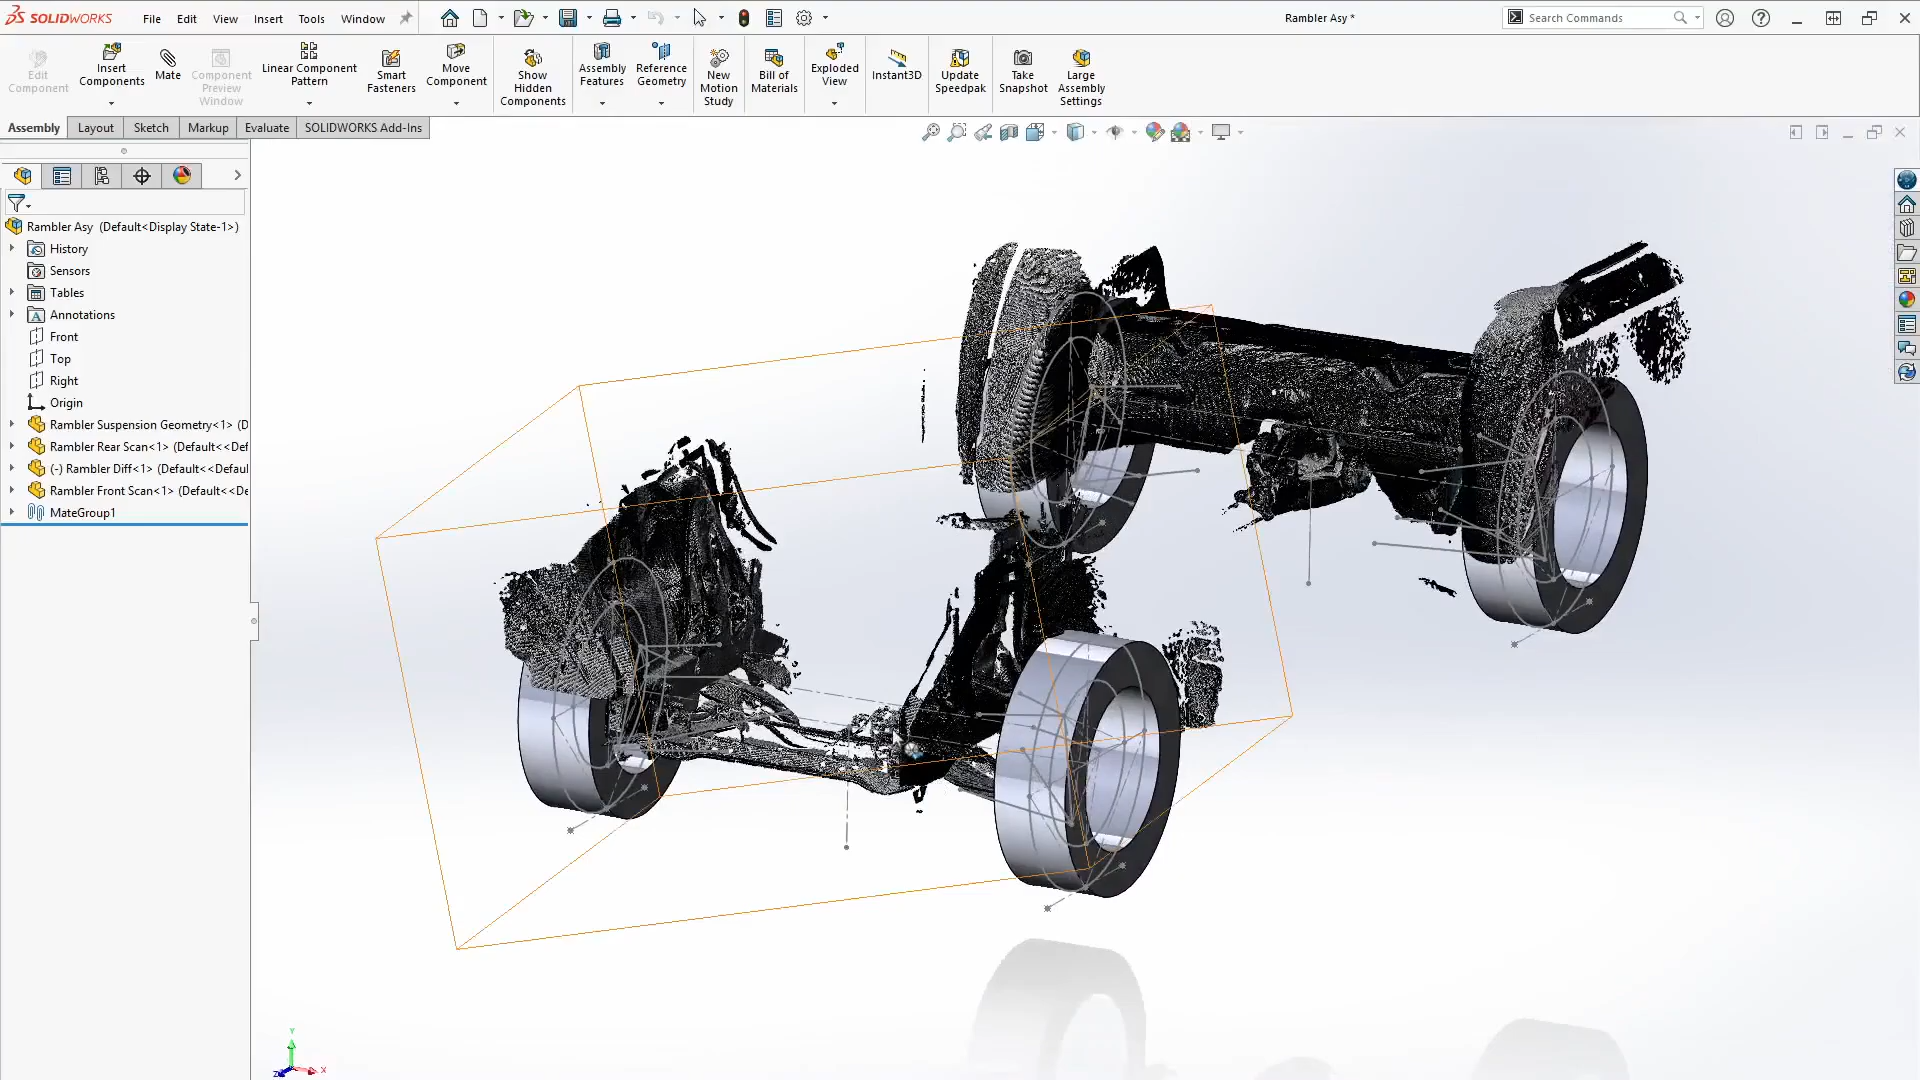 SOLIDWORKS
File Edit View Insert Tools Window
Rambler Asy *
Search Commands
Edit Component
Insert Components
Mate
Component Preview Window
Linear Component Pattern
Smart Fasteners
Move Component
Show Hidden Components
Assembly Features
Reference Geometry
New Motion Study
Bill of Materials
Exploded View
Instant3D
Update Speedpak
Take Snapshot
Large Assembly Settings
Assembly Layout Sketch Markup Evaluate SOLIDWORKS Add-Ins
Rambler Asy (Default<Display State-1>)
History
Sensors
Tables
Annotations
Front
Top
Right
Origin
Rambler Suspension Geometry<1> (D
Rambler Rear Scan<1> (Default<<Def
(-) Rambler Diff<1> (Default<<Defaul
Rambler Front Scan<1> (Default<<De
MateGroup1
Y
Z
X